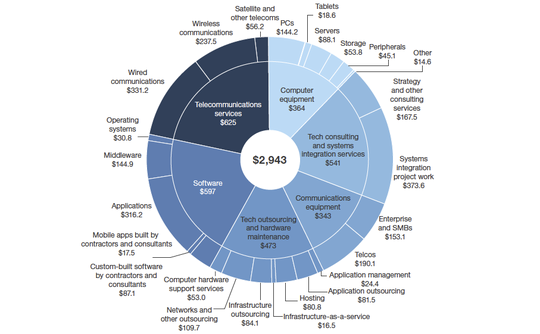 Satellite and
other telecoms
$56.2
PCs
$144.2
Tablets
$18.6
Servers
$88.1
Storage
$53.8
Peripherals
$45.1
Other
$14.6
Strategy
and other
consulting
services
$167.5
Systems
integration
project work
$373.6
Enterprise
and SMBs
$153.1
Telcos
$190.1
Application management
$24.4
Application outsourcing
$81.5
Hosting
$80.8
Infrastructure-as-a-service
$16.5
Infrastructure
outsourcing
$84.1
Networks and
other outsourcing
$109.7
Computer hardware
support services
$53.0
Custom-built software
by contractors and
consultants
$87.1
Mobile apps built by
contractors and consultants
$17.5
Applications
$316.2
Middleware
$144.9
Operating
systems
$30.8
Wired
communications
$331.2
Wireless
communications
$237.5
Computer
equipment
$364
Tech consulting
and systems
integration services
$541
Communications
equipment
$343
Tech outsourcing
and hardware
maintenance
$473
Software
$597
Telecommunications
services
$625
$2,943